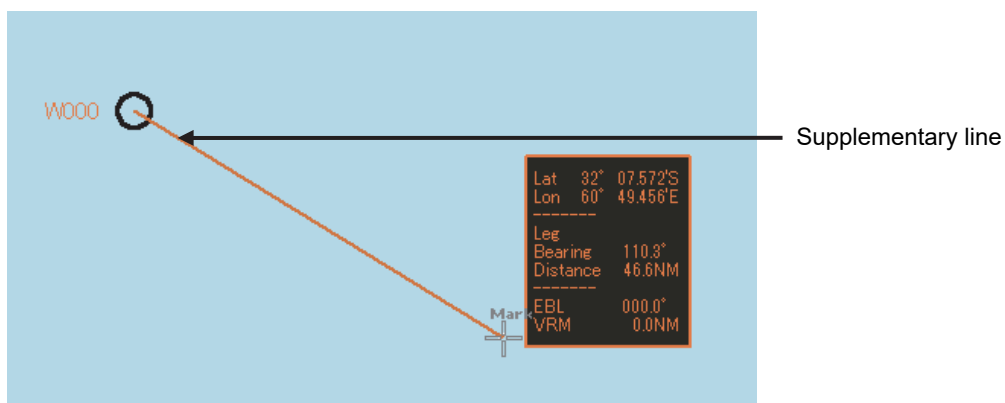 W000
Supplementary line
Lat 32° 07.572'S
Lon 60° 49.456'E
-------
Leg
Bearing 110.3°
Distance 46.6NM
-------
EBL 000.0°
VRM 0.0NM
Mark